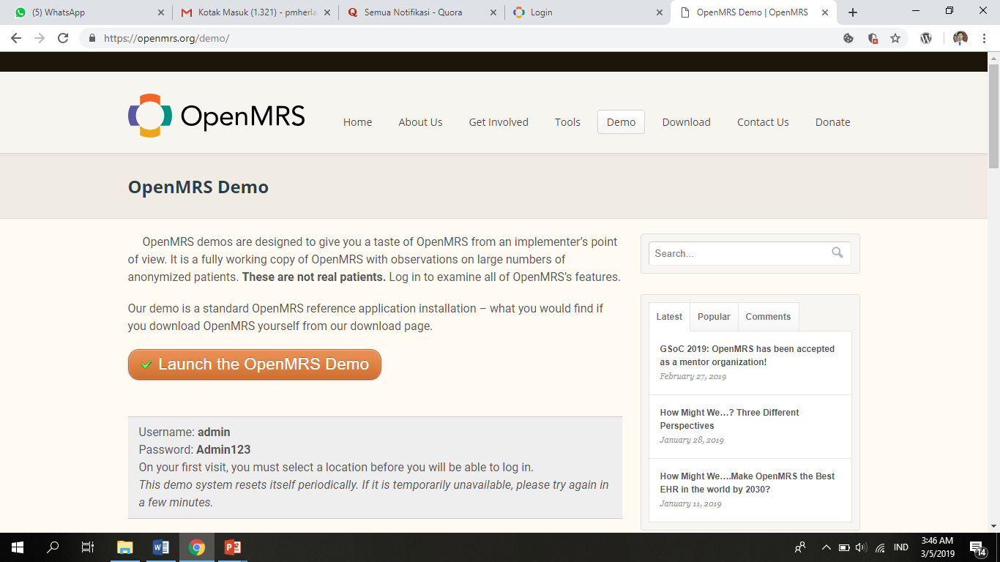 (5) WhatsApp
Kotak Masuk (1.321) - pmherla
Semua Notifikasi - Quora
Login
OpenMRS Demo | OpenMRS
https://openmrs.org/demo/
OpenMRS
Home
About Us
Get Involved
Tools
Demo
Download
Contact Us
Donate
OpenMRS Demo
OpenMRS demos are designed to give you a taste of OpenMRS from an implementer’s point
of view. It is a fully working copy of OpenMRS with observations on large numbers of
anonymized patients. These are not real patients. Log in to examine all of OpenMRS’s features.
Our demo is a standard OpenMRS reference application installation – what you would find if
you download OpenMRS yourself from our download page.
Launch the OpenMRS Demo
Username: admin
Password: Admin123
On your first visit, you must select a location before you will be able to log in.
This demo system resets itself periodically. If it is temporarily unavailable, please try again in
a few minutes.
Search...
Latest
Popular
Comments
GSoC 2019: OpenMRS has been accepted
as a mentor organization!
February 27, 2019
How Might We…? Three Different
Perspectives
January 28, 2019
How Might We….Make OpenMRS the Best
EHR in the world by 2030?
January 11, 2019
IND
3:46 AM
3/5/2019
14